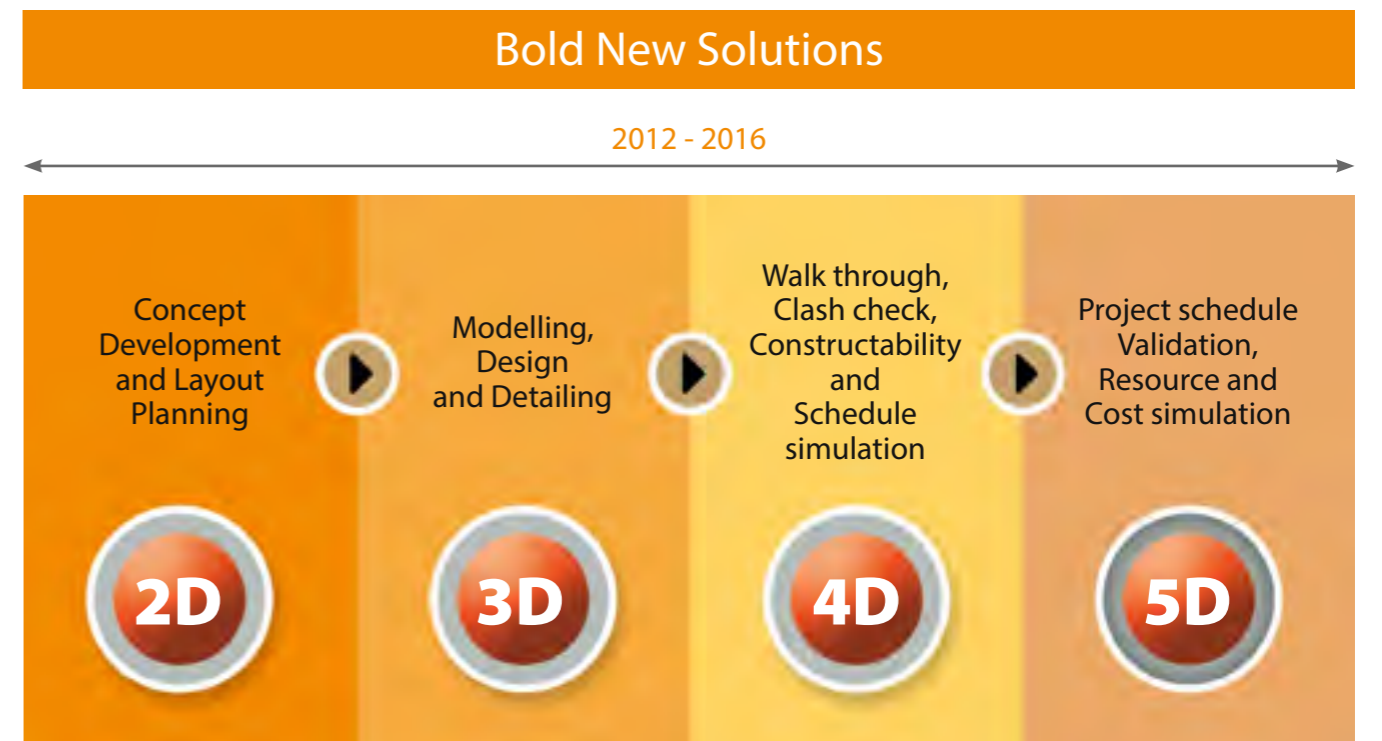 Bold New Solutions
2012 - 2016
Concept
Development
and Layout
Planning
Modelling,
Design
and Detailing
Walk through,
Clash check,
Constructability
and
Schedule
simulation
Project schedule
Validation,
Resource and
Cost simulation
2D
3D
4D
5D